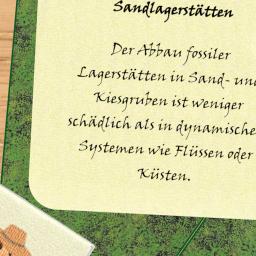 Sandlagerstätten
Der Abbau fossiler
Lagerstätten in Sand- und
Kiesgruben ist weniger
schädlich als in dynamische
Systemen wie Flüssen oder
Küsten.